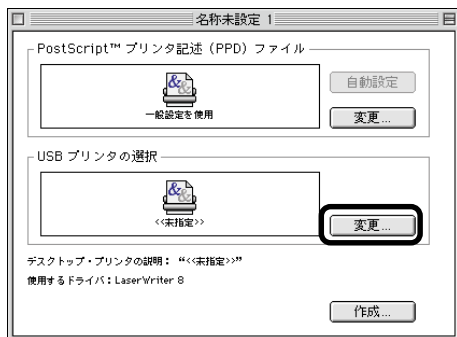 名称未設定 1
PostScript™ プリンタ記述（PPD）ファイル
自動設定
一般設定を使用
変更...
USB プリンタの選択
<<未指定>>
変更...
デスクトップ・プリンタの説明： “<<未指定>>”
使用するドライバ：LaserWriter 8
作成...